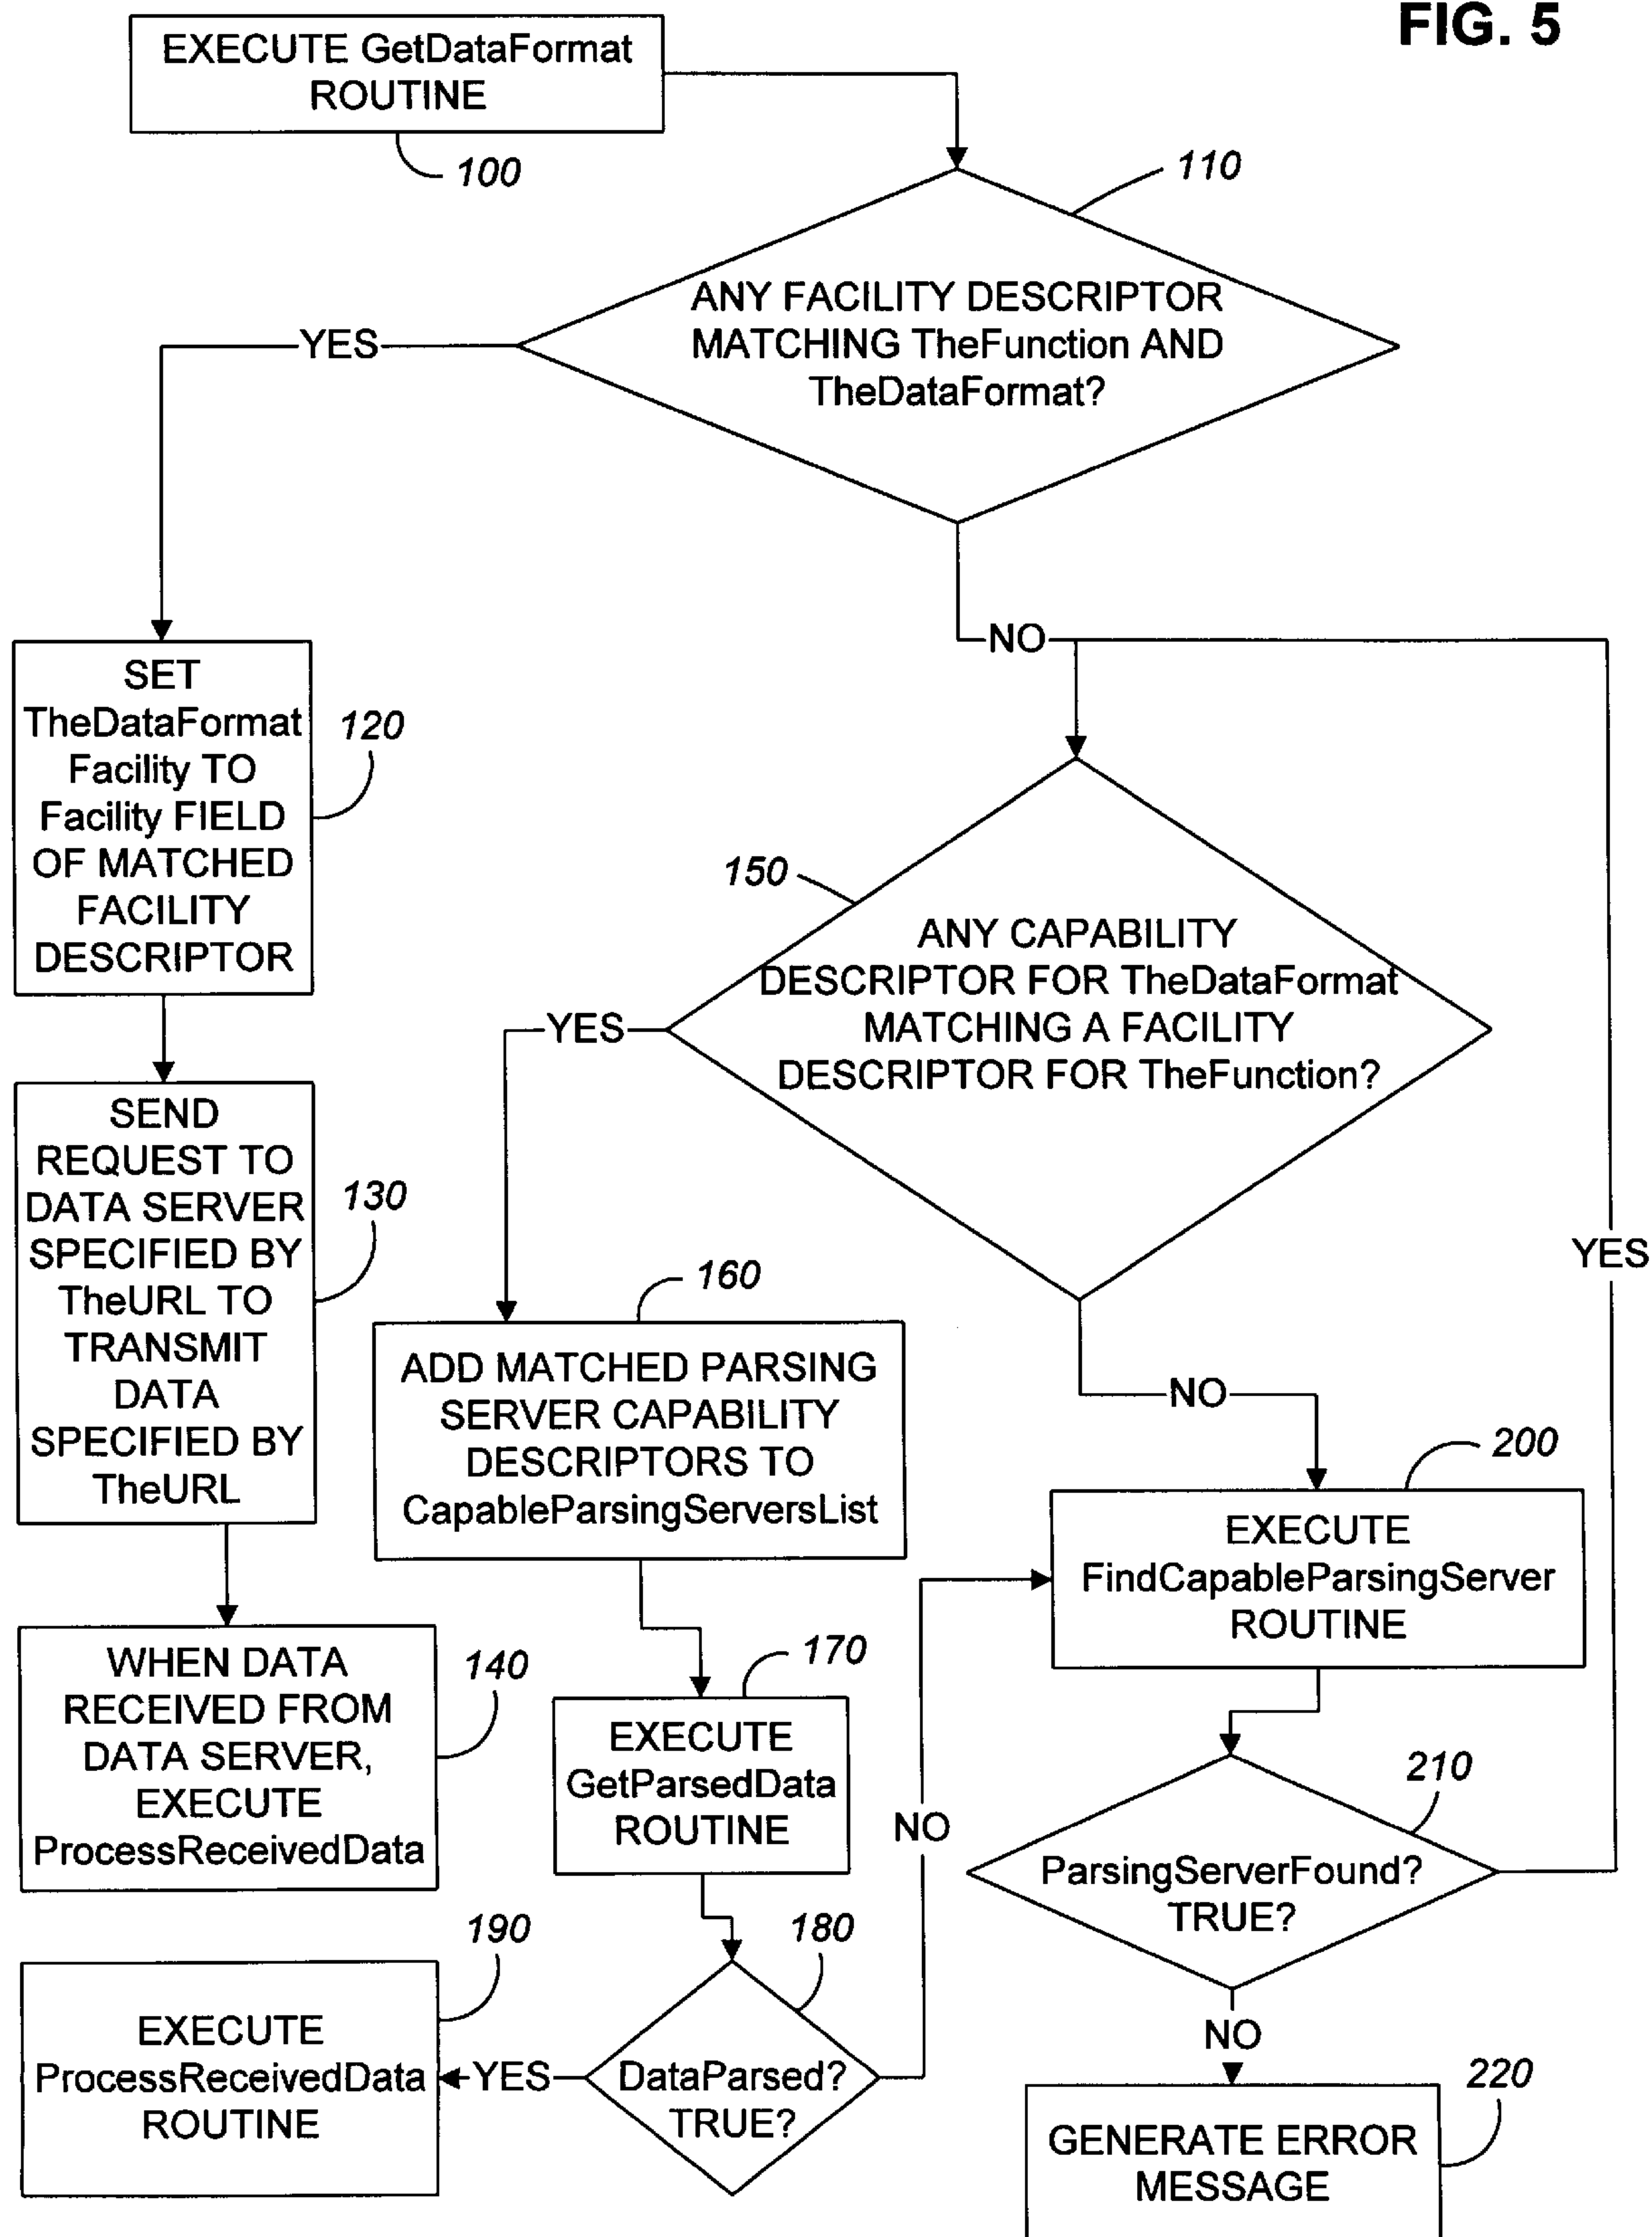 FIG. 5
EXECUTE GetDataFormat
ROUTINE
100
110
ANY FACILITY DESCRIPTOR
MATCHING TheFunction AND
TheDataFormat?
YES
NO
SET
TheDataFormat
Facility TO
Facility FIELD
OF MATCHED
FACILITY
DESCRIPTOR
120
SEND
REQUEST TO
DATA SERVER
SPECIFIED BY
TheURL TO
TRANSMIT
DATA
SPECIFIED BY
TheURL
130
WHEN DATA
RECEIVED FROM
DATA SERVER,
EXECUTE
ProcessReceivedData
140
150
ANY CAPABILITY
DESCRIPTOR FOR TheDataFormat
MATCHING A FACILITY
DESCRIPTOR FOR TheFunction?
YES
NO
160
ADD MATCHED PARSING
SERVER CAPABILITY
DESCRIPTORS TO
CapableParsingServersList
170
EXECUTE
GetParsedData
ROUTINE
180
DataParsed?
TRUE?
YES
NO
190
EXECUTE
ProcessReceivedData
ROUTINE
200
EXECUTE
FindCapableParsingServer
ROUTINE
210
ParsingServerFound?
TRUE?
YES
NO
220
GENERATE ERROR
MESSAGE